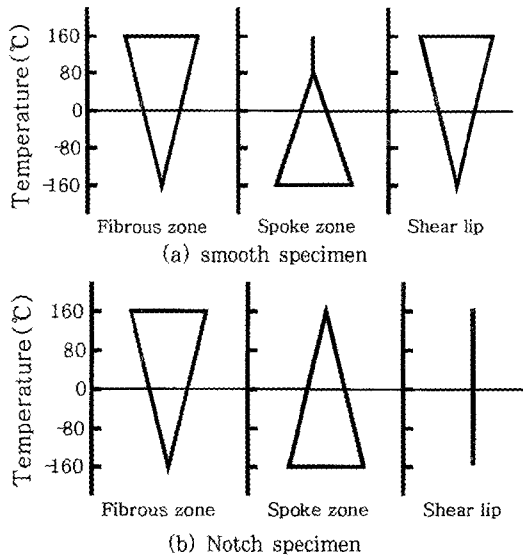 Temperature(℃)
160
80
0
-80
-160
Fibrous zone
Spoke zone
Shear lip
(a) smooth specimen
Temperature(℃)
160
80
0
-80
-160
Fibrous zone
Spoke zone
Shear lip
(b) Notch specimen